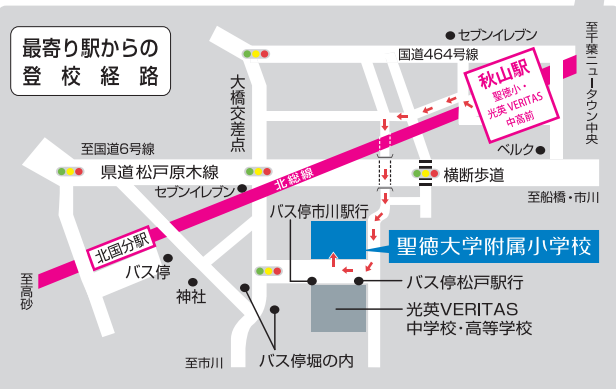 最寄り駅からの
登校経路
セブンイレブン
国道464号線
至千葉ニュータウン中央
秋山駅
聖徳小・
光英 VERITAS
中高前
大橋交差点
ベルク
至国道6号線
県道松戸原木線
セブンイレブン
北総線
横断歩道
至船橋・市川
バス停市川駅行
北国分駅
聖徳大学附属小学校
バス停
至高砂
神社
バス停松戸駅行
光英VERITAS
中学校・高等学校
至市川
バス停堀の内